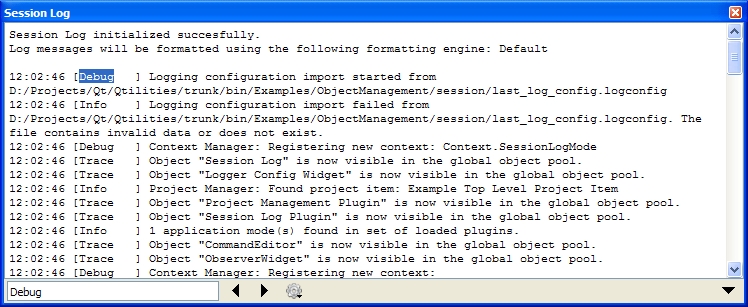 Session Log
Session Log initialized succesfully.
Log messages will be formatted using the following formatting engine: Default
12:02:46 [Debug   ] Logging configuration import started from
D:/Projects/Qt/Qtilities/trunk/bin/Examples/ObjectManagement/session/last_log_config.logconfig
12:02:46 [Info    ] Logging configuration import failed from
D:/Projects/Qt/Qtilities/trunk/bin/Examples/ObjectManagement/session/last_log_config.logconfig. The
file contains invalid data or does not exist.
12:02:46 [Debug   ] Context Manager: Registering new context: Context.SessionLogMode
12:02:46 [Trace   ] Object "Session Log" is now visible in the global object pool.
12:02:46 [Trace   ] Object "Logger Config Widget" is now visible in the global object pool.
12:02:46 [Info    ] Project Manager: Found project item: Example Top Level Project Item
12:02:46 [Trace   ] Object "Project Management Plugin" is now visible in the global object pool.
12:02:46 [Trace   ] Object "Session Log Plugin" is now visible in the global object pool.
12:02:46 [Info    ] 1 application mode(s) found in set of loaded plugins.
12:02:46 [Trace   ] Object "CommandEditor" is now visible in the global object pool.
12:02:46 [Trace   ] Object "ObserverWidget" is now visible in the global object pool.
12:02:46 [Debug   ] Context Manager: Registering new context:
Debug